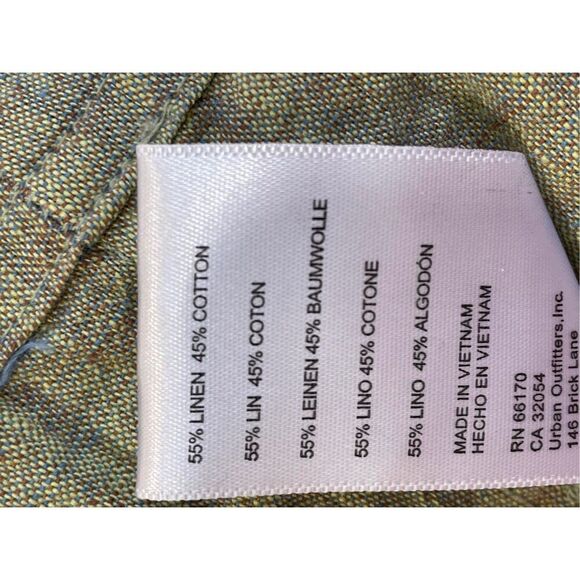 55% LINEN 45% COTTON
55% LIN 45% COTON
55% LEINEN 45% BAUMWOLLE
55% LINO 45% COTONE
55% LINO 45% ALGODÓN
MADE IN VIETNAM
HECHO EN VIETNAM
RN 66170
CA 32054
Urban Outfitters,Inc.
146 Brick Lane